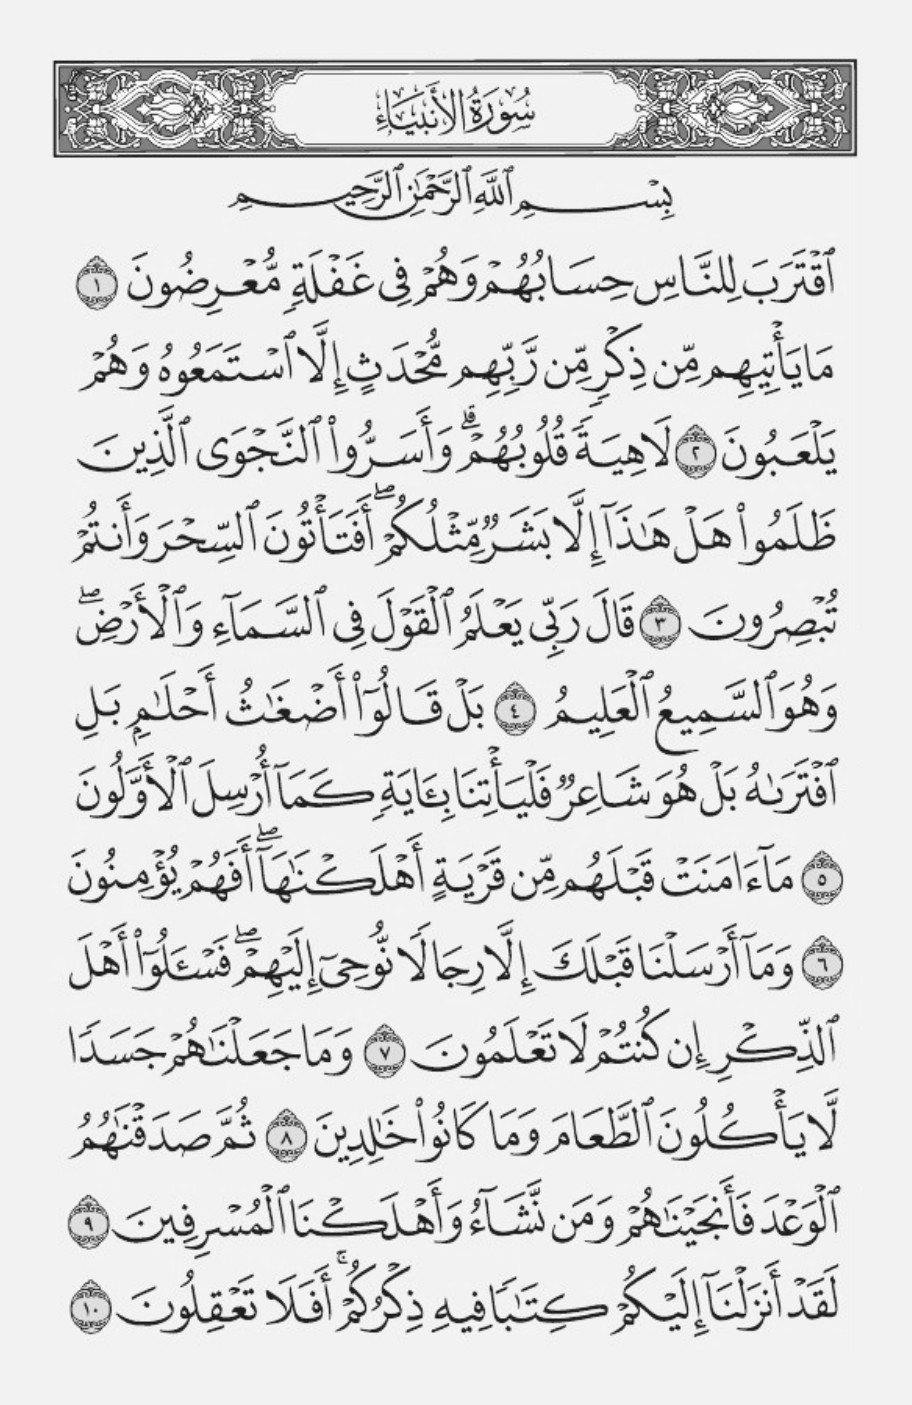 سُورَةُ الأَنبيَاء
بِسْمِ ٱللَّهِ ٱلرَّحْمَٰنِ ٱلرَّحِيمِ
ٱقْتَرَبَ لِلنَّاسِ حِسَابُهُمْ وَهُمْ فِى غَفْلَةٍ مُّعْرِضُونَ ١
مَا يَأْتِيهِم مِّن ذِكْرٍ مِّن رَّبِّهِم مُّحْدَثٍ إِلَّا ٱسْتَمَعُوهُ وَهُمْ
يَلْعَبُونَ ٢ لَاهِيَةً قُلُوبُهُمْ ۗ وَأَسَرُّوا۟ ٱلنَّجْوَى ٱلَّذِينَ
ظَلَمُوا۟ هَلْ هَٰذَآ إِلَّا بَشَرٌ مِّثْلُكُمْ ۖ أَفَتَأْتُونَ ٱلسِّحْرَ وَأَنتُمْ
تُبْصِرُونَ ٣ قَالَ رَبِّى يَعْلَمُ ٱلْقَوْلَ فِى ٱلسَّمَآءِ وَٱلْأَرْضِ ۖ
وَهُوَ ٱلسَّمِيعُ ٱلْعَلِيمُ ٤ بَلْ قَالُوٓا۟ أَضْغَٰثُ أَحْلَٰمٍۭ بَلِ
ٱفْتَرَىٰهُ بَلْ هُوَ شَاعِرٌ فَلْيَأْتِنَا بِـَٔايَةٍ كَمَآ أُرْسِلَ ٱلْأَوَّلُونَ
٥ مَآ ءَامَنَتْ قَبْلَهُم مِّن قَرْيَةٍ أَهْلَكْنَٰهَآ ۖ أَفَهُمْ يُؤْمِنُونَ
٦ وَمَآ أَرْسَلْنَا قَبْلَكَ إِلَّا رِجَالًا نُّوحِىٓ إِلَيْهِمْ ۖ فَسْـَٔلُوٓا۟ أَهْلَ
ٱلذِّكْرِ إِن كُنتُمْ لَا تَعْلَمُونَ ٧ وَمَا جَعَلْنَٰهُمْ جَسَدًا
لَّا يَأْكُلُونَ ٱلطَّعَامَ وَمَا كَانُوا۟ خَٰلِدِينَ ٨ ثُمَّ صَدَقْنَٰهُمُ
ٱلْوَعْدَ فَأَنجَيْنَٰهُمْ وَمَن نَّشَآءُ وَأَهْلَكْنَا ٱلْمُسْرِفِينَ ٩
لَقَدْ أَنزَلْنَآ إِلَيْكُمْ كِتَٰبًا فِيهِ ذِكْرُكُمْ ۚ أَفَلَا تَعْقِلُونَ ١٠